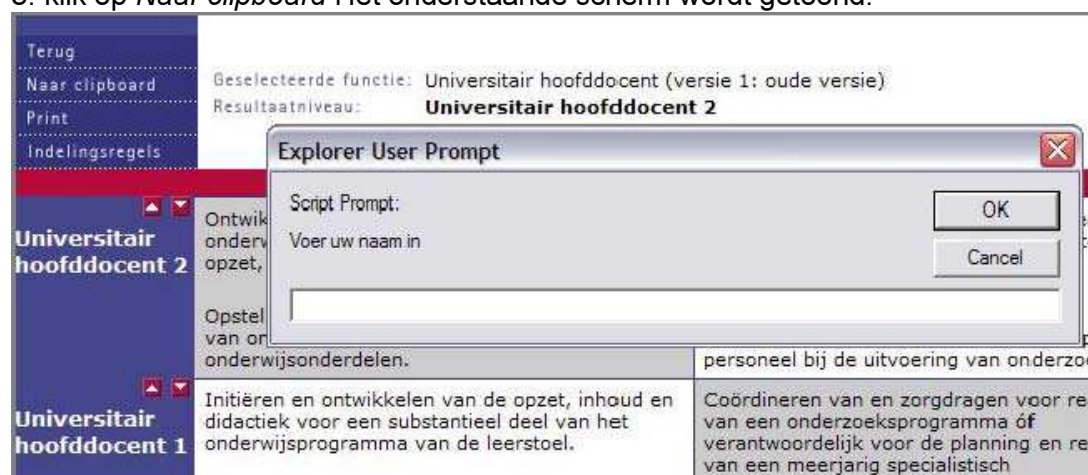 Terug
Naar clipboard
Print
Indelingsregels
Geselecteerde functie: Universitair hoofddocent (versie 1: oude versie)
Resultaatniveau: Universitair hoofddocent 2
Explorer User Prompt
Script Prompt:
Voer uw naam in
OK
Cancel
Universitair
hoofddocent 2
opzet,
van
onderwijsonderdelen.
personeel bij de uitvoering van
Universitair
hoofddocent 1
Initiëren en ontwikkelen van de opzet, inhoud en
didactiek voor een substantieel deel van het
onderwijsprogramma van de leerstoel.
Coördineren van en zorgdragen voor
van een onderzoeksprogramma óf
verantwoordelijk voor de planning en
van een meerjarig specialistisch